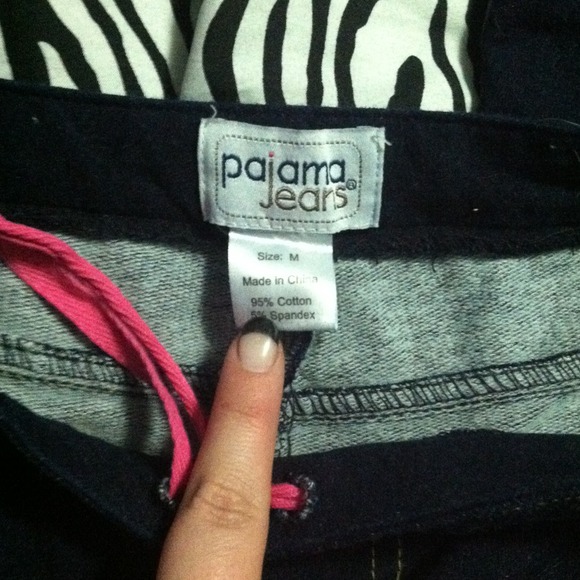 pajama
Jeans®
Size: M
Made in China
95% Cotton
5% Spandex